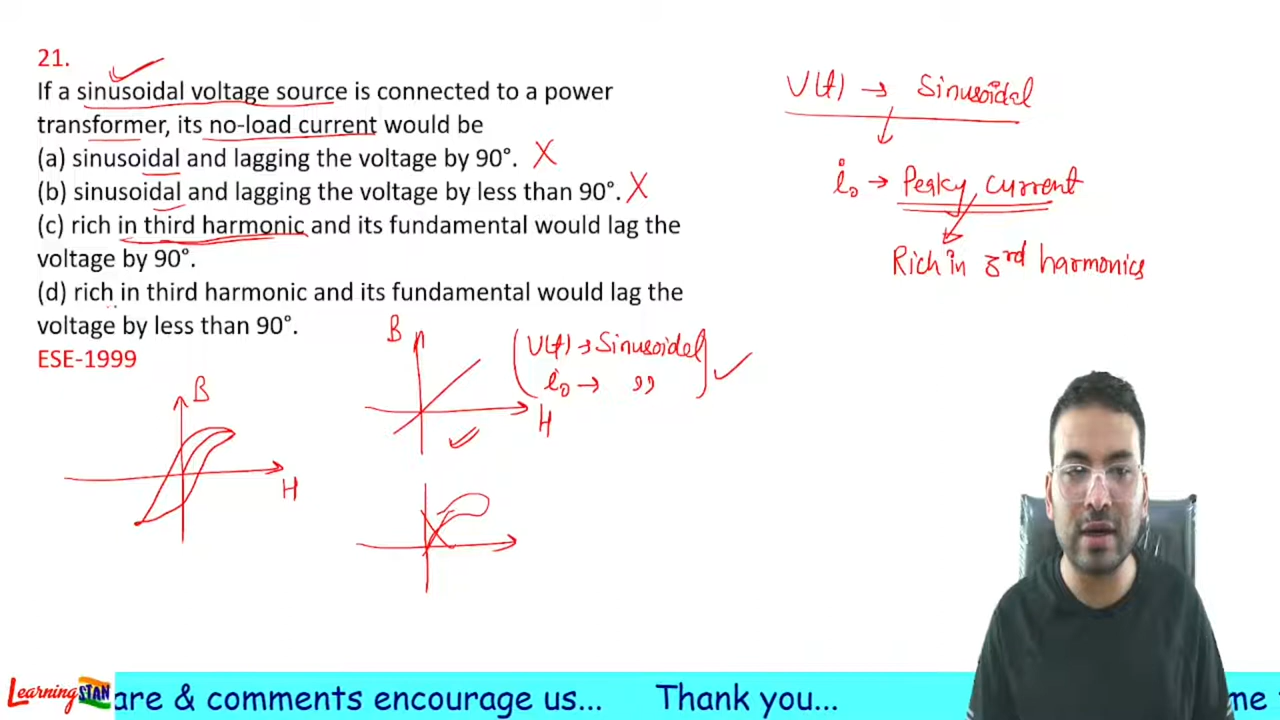 21.
If a sinusoidal voltage source is connected to a power
transformer, its no-load current would be
(a) sinusoidal and lagging the voltage by 90°. X
(b) sinusoidal and lagging the voltage by less than 90°. X
(c) rich in third harmonic and its fundamental would lag the
voltage by 90°.
(d) rich in third harmonic and its fundamental would lag the
voltage by less than 90°.
ESE-1999
V(t) → Sinusoidal
i₀ → Peaky current
Rich in 3rd harmonics
B
H
B
H
V(t) → Sinusoidal
i₀ → ,,
LearningSTAN
are & comments encourage us... Thank you...
me